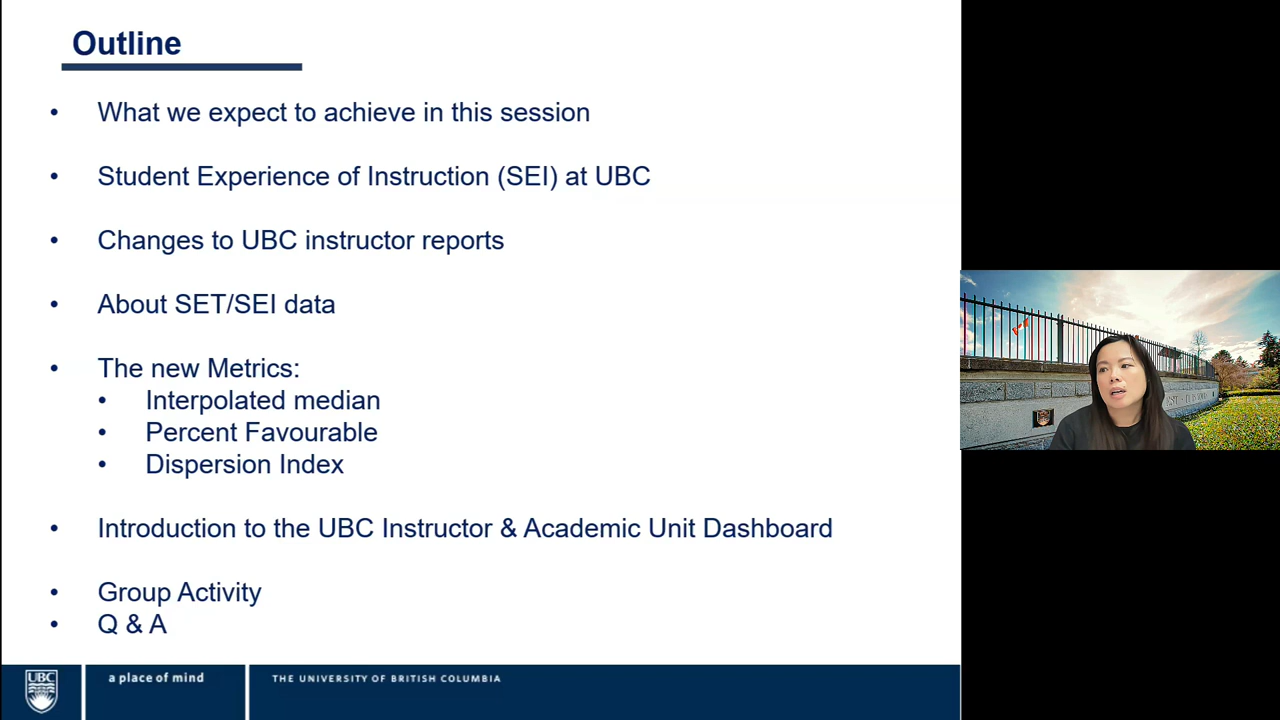 Outline
• What we expect to achieve in this session
• Student Experience of Instruction (SEI) at UBC
• Changes to UBC instructor reports
• About SET/SEI data
• The new Metrics:
• Interpolated median
• Percent Favourable
• Dispersion Index
• Introduction to the UBC Instructor & Academic Unit Dashboard
• Group Activity
• Q & A
UBC
a place of mind
THE UNIVERSITY OF BRITISH COLUMBIA